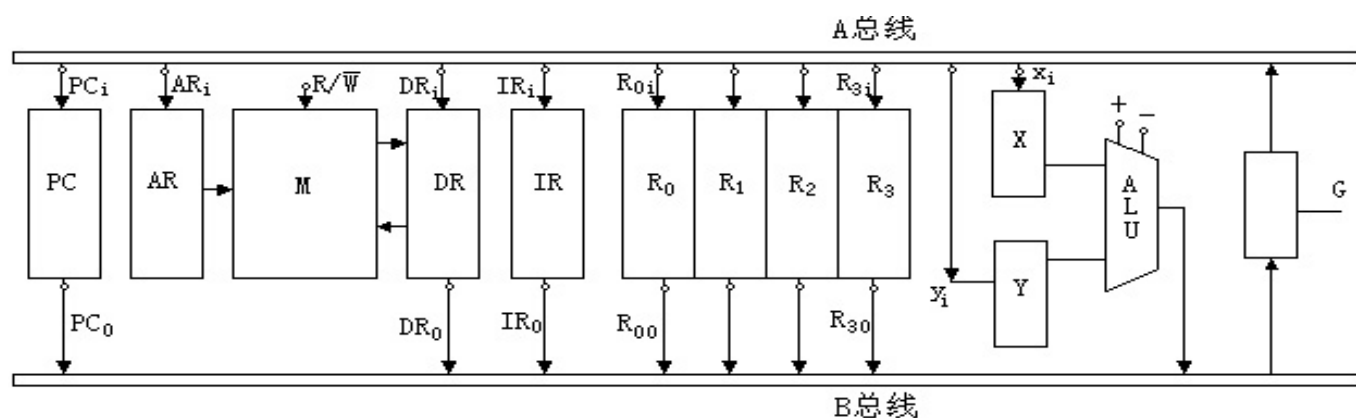 A总线
PCi ARi R/W̅ DRi IRi R0i R3i xi + −
PC AR M DR IR R0 R1 R2 R3 X ALU G
yi Y
PC0 DR0 IR0 R00 R30
B总线